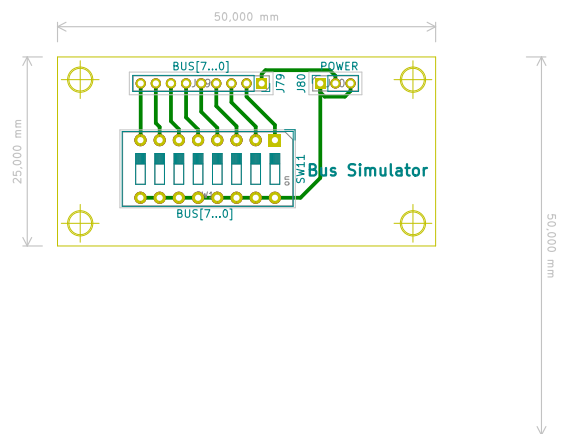 50,000 mm
BUS[7...0]
POWER
J79
J80
25,000 mm
SW11
on
Bus Simulator
BUS[7...0]
50,000 mm